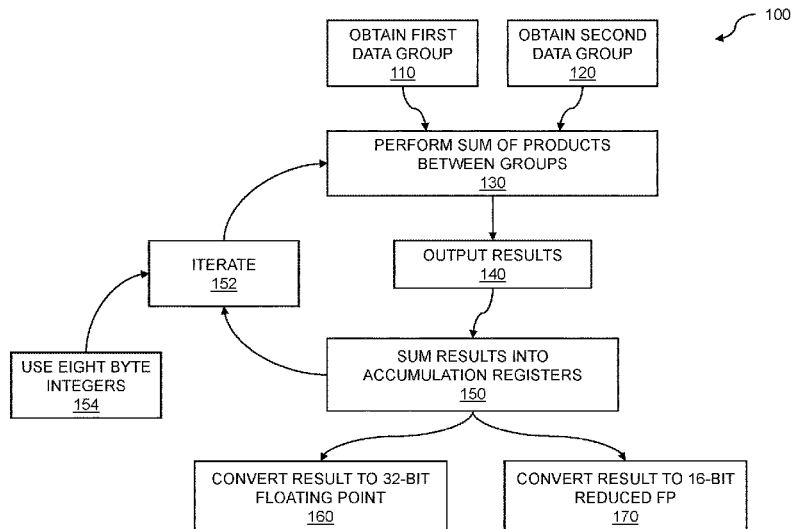 100
OBTAIN FIRST
DATA GROUP
110
OBTAIN SECOND
DATA GROUP
120
PERFORM SUM OF PRODUCTS
BETWEEN GROUPS
130
ITERATE
152
OUTPUT RESULTS
140
USE EIGHT BYTE
INTEGERS
154
SUM RESULTS INTO
ACCUMULATION REGISTERS
150
CONVERT RESULT TO 32-BIT
FLOATING POINT
160
CONVERT RESULT TO 16-BIT
REDUCED FP
170